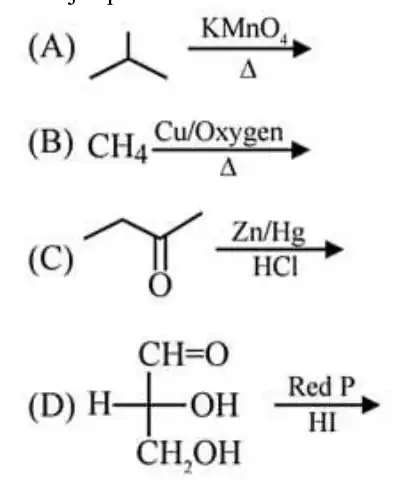 (A) KMnO₄
Δ
(B) CH4 Cu/Oxygen
Δ
(C) O Zn/Hg
HCl
CH=O
(D) H OH Red P
HI
CH₂OH